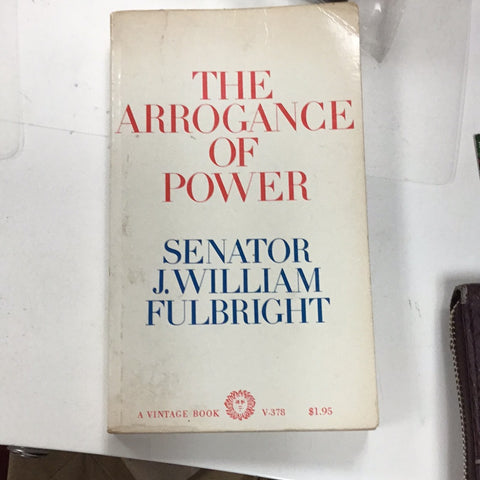 THE
ARROGANCE
OF
POWER
SENATOR
J. WILLIAM
FULBRIGHT
A VINTAGE BOOK V-378 $1.95